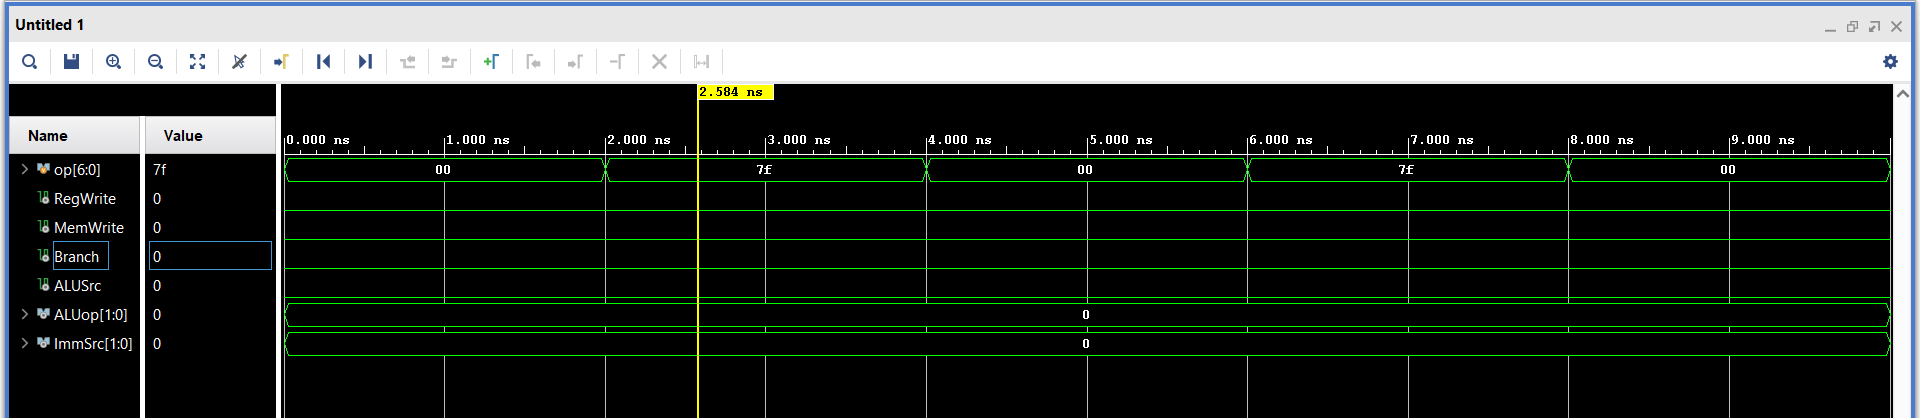 Untitled 1
2.584 ns
Name Value
0.000 ns 1.000 ns 2.000 ns 3.000 ns 4.000 ns 5.000 ns 6.000 ns 7.000 ns 8.000 ns 9.000 ns
op[6:0] 7f 00 7f 00 7f 00
RegWrite 0
MemWrite 0
Branch 0
ALUSrc 0
ALUop[1:0] 0 0
ImmSrc[1:0] 0 0